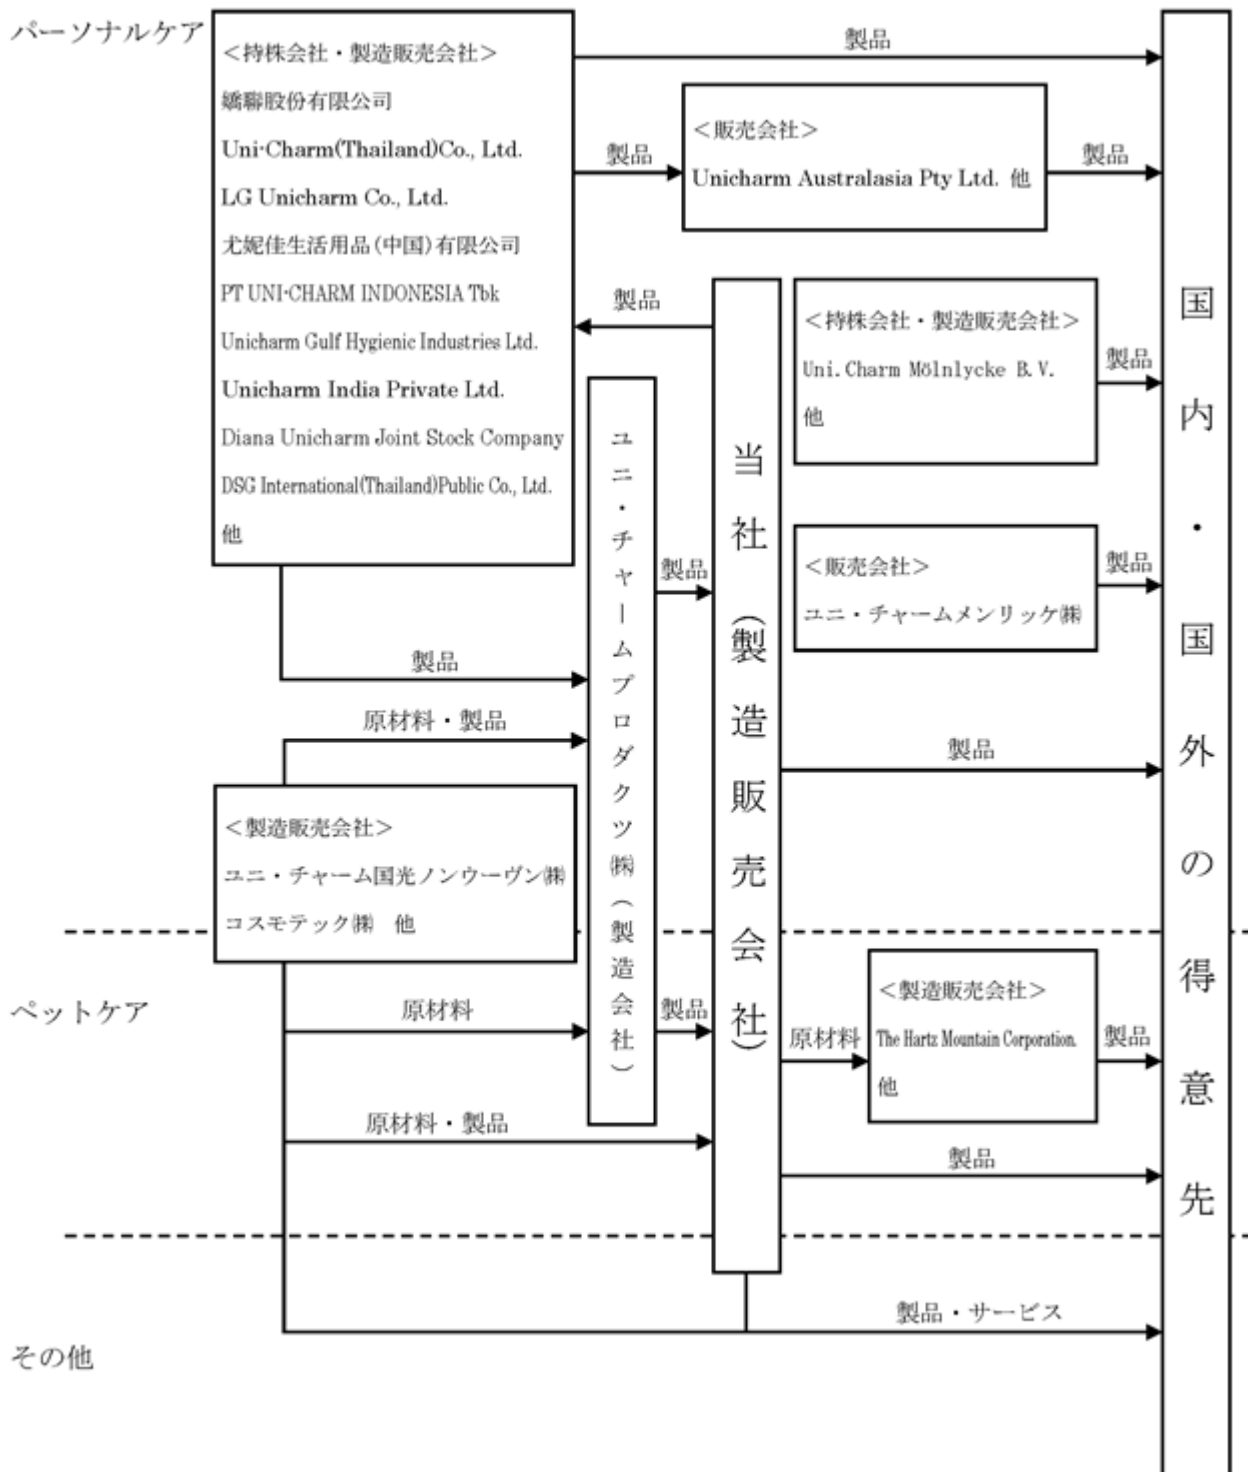 パーソナルケア
＜持株会社・製造販売会社＞
嬌聯股份有限公司
Uni·Charm(Thailand)Co., Ltd.
LG Unicharm Co., Ltd.
尤妮佳生活用品(中国)有限公司
PT UNI·CHARM INDONESIA Tbk
Unicharm Gulf Hygienic Industries Ltd.
Unicharm India Private Ltd.
Diana Unicharm Joint Stock Company
DSG International(Thailand)Public Co., Ltd.
他
製品
製品
＜販売会社＞
Unicharm Australasia Pty Ltd. 他
製品
製品
＜持株会社・製造販売会社＞
Uni.Charm Mölnlycke B.V.
他
製品
ユニ・チャームプロダクツ㈱（製造会社）
製品
当社（製造販売会社）
＜販売会社＞
ユニ・チャームメンリッケ㈱
製品
製品
原材料・製品
製品
＜製造販売会社＞
ユニ・チャーム国光ノンウーヴン㈱
コスモテック㈱　他
国内・国外の得意先
ペットケア
原材料
製品
原材料
＜製造販売会社＞
The Hartz Mountain Corporation.
他
製品
原材料・製品
製品
製品・サービス
その他